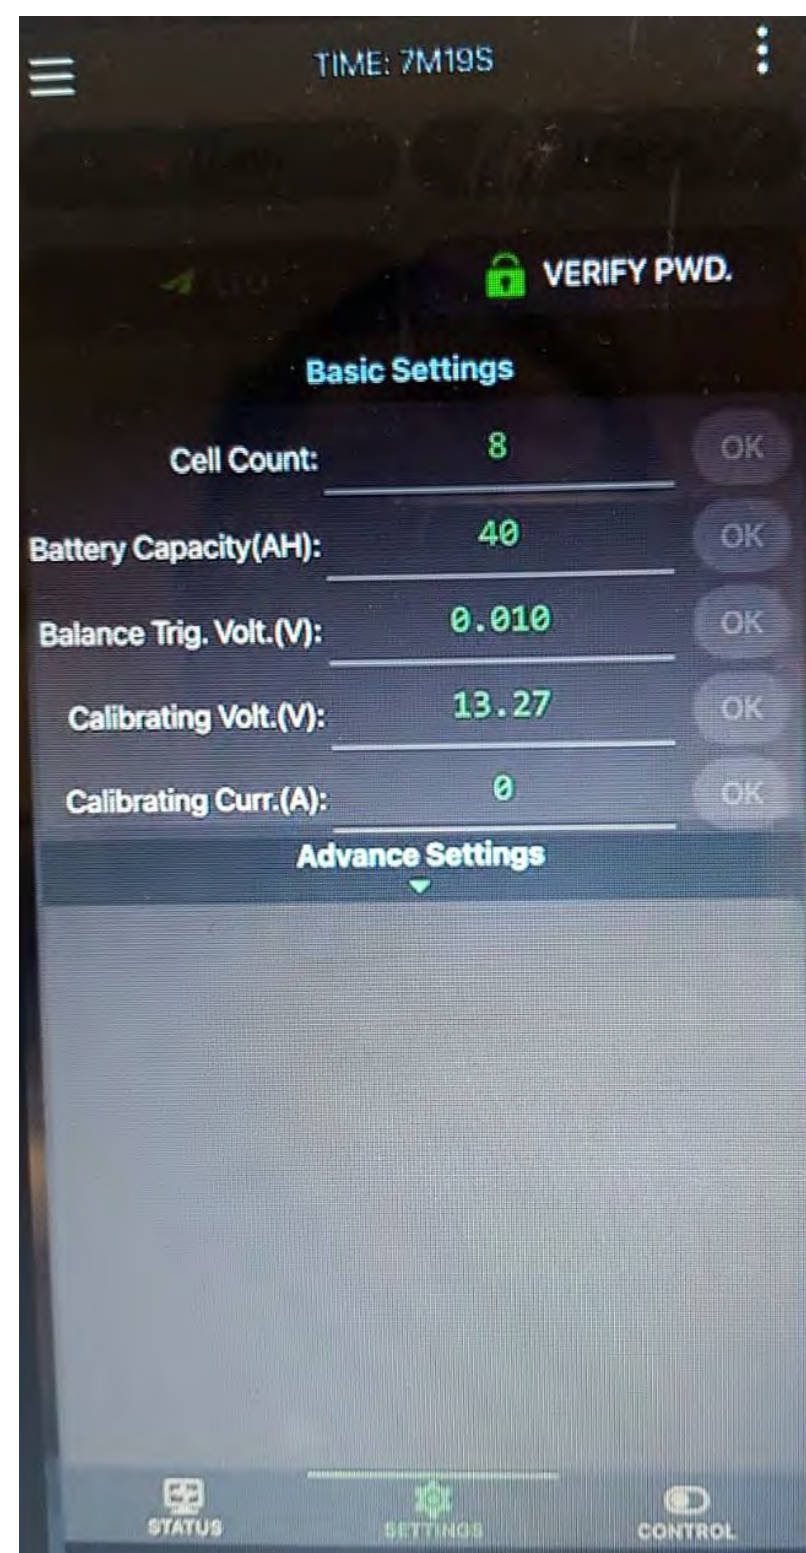 TIME: 7M19S
VERIFY PWD.
Basic Settings
Cell Count: 8 OK
Battery Capacity(AH): 40 OK
Balance Trig. Volt.(V): 0.010 OK
Calibrating Volt.(V): 13.27 OK
Calibrating Curr.(A): 0 OK
Advance Settings
STATUS SETTINGS CONTROL